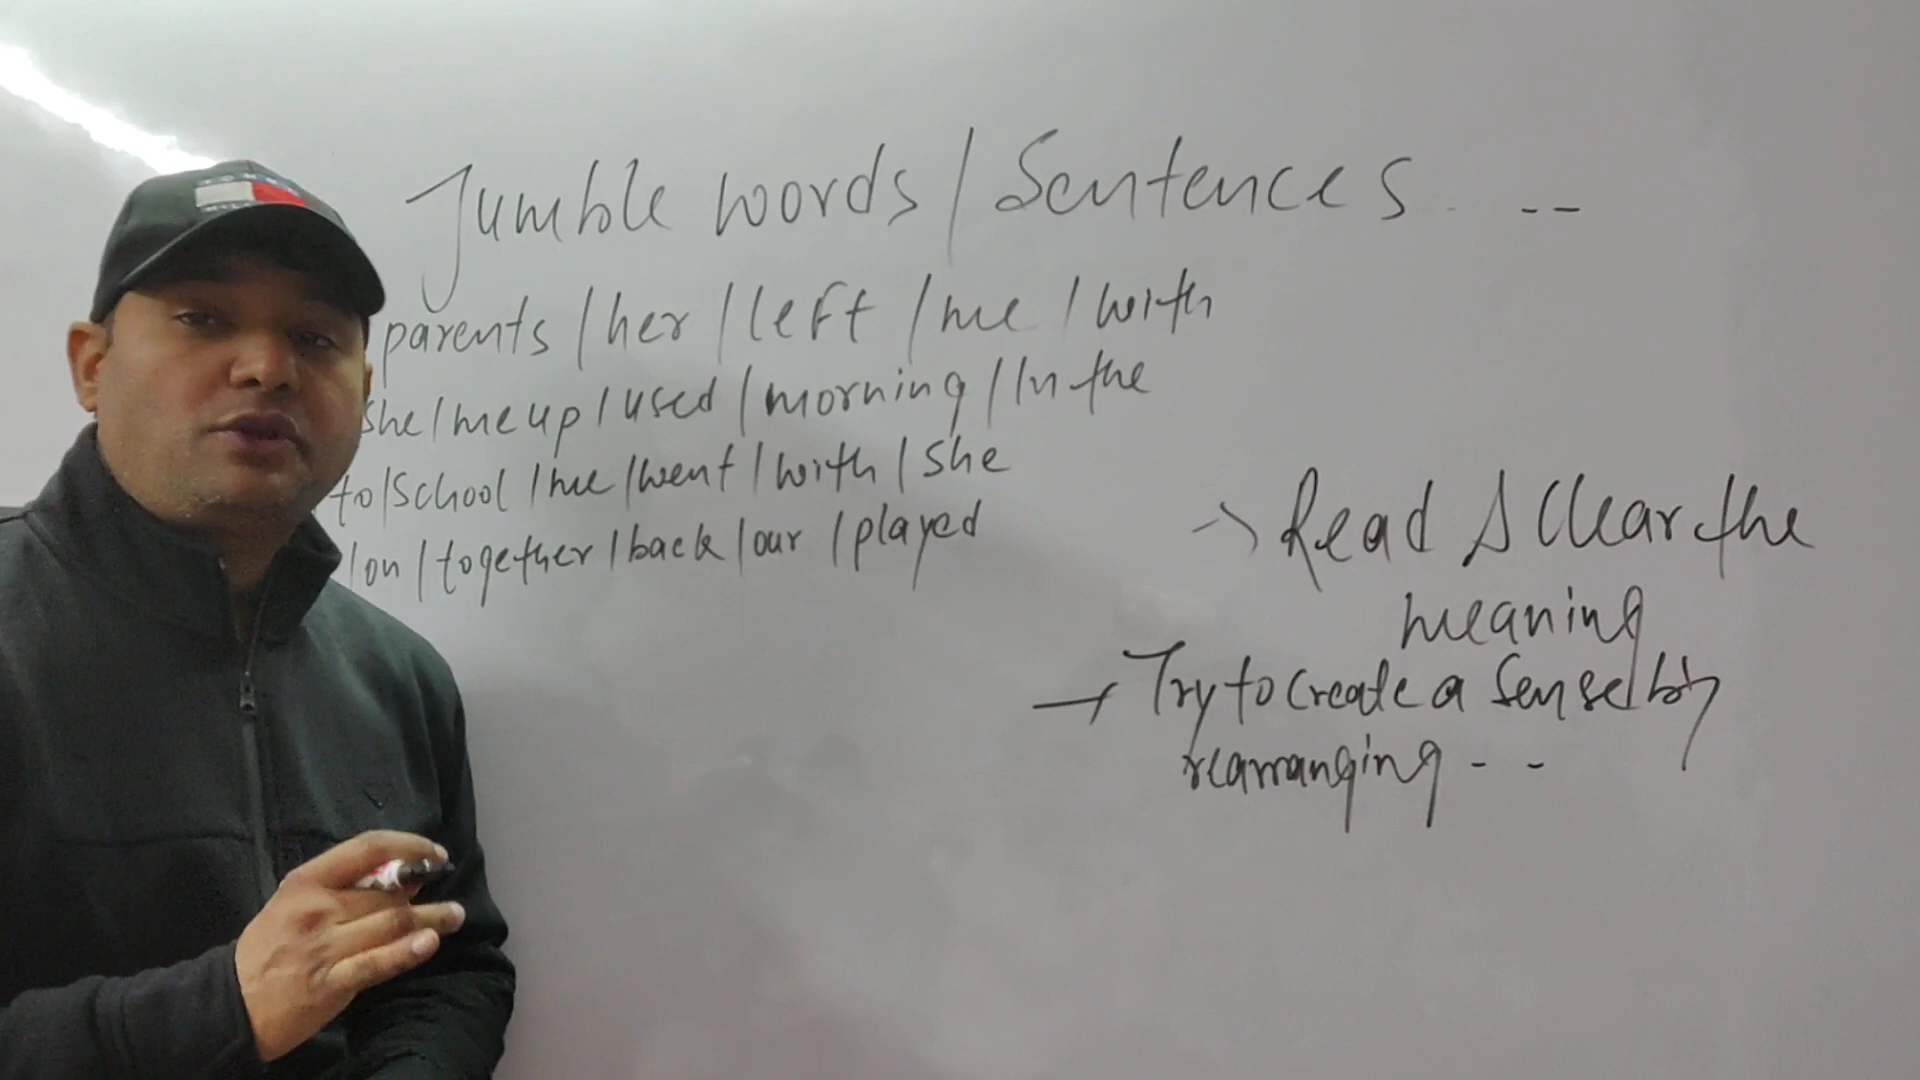 Jumble words / Sentences . --
parents / her / left / me / with
she / me up / used / morning / In the
to / School / me / went / with / she
/ on / together / back / our / played
→ Read & Clear the
meaning
→ Try to create a sense by
rearranging - -